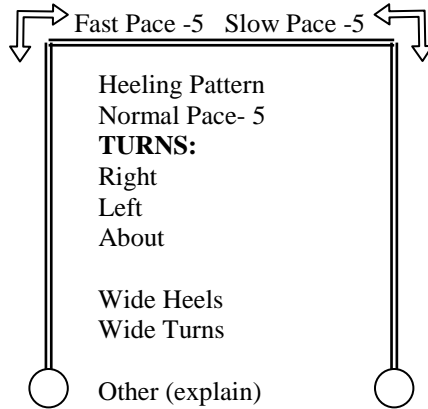 Fast Pace -5 Slow Pace -5
Heeling Pattern
Normal Pace- 5
TURNS:
Right
Left
About
Wide Heels
Wide Turns
Other (explain)